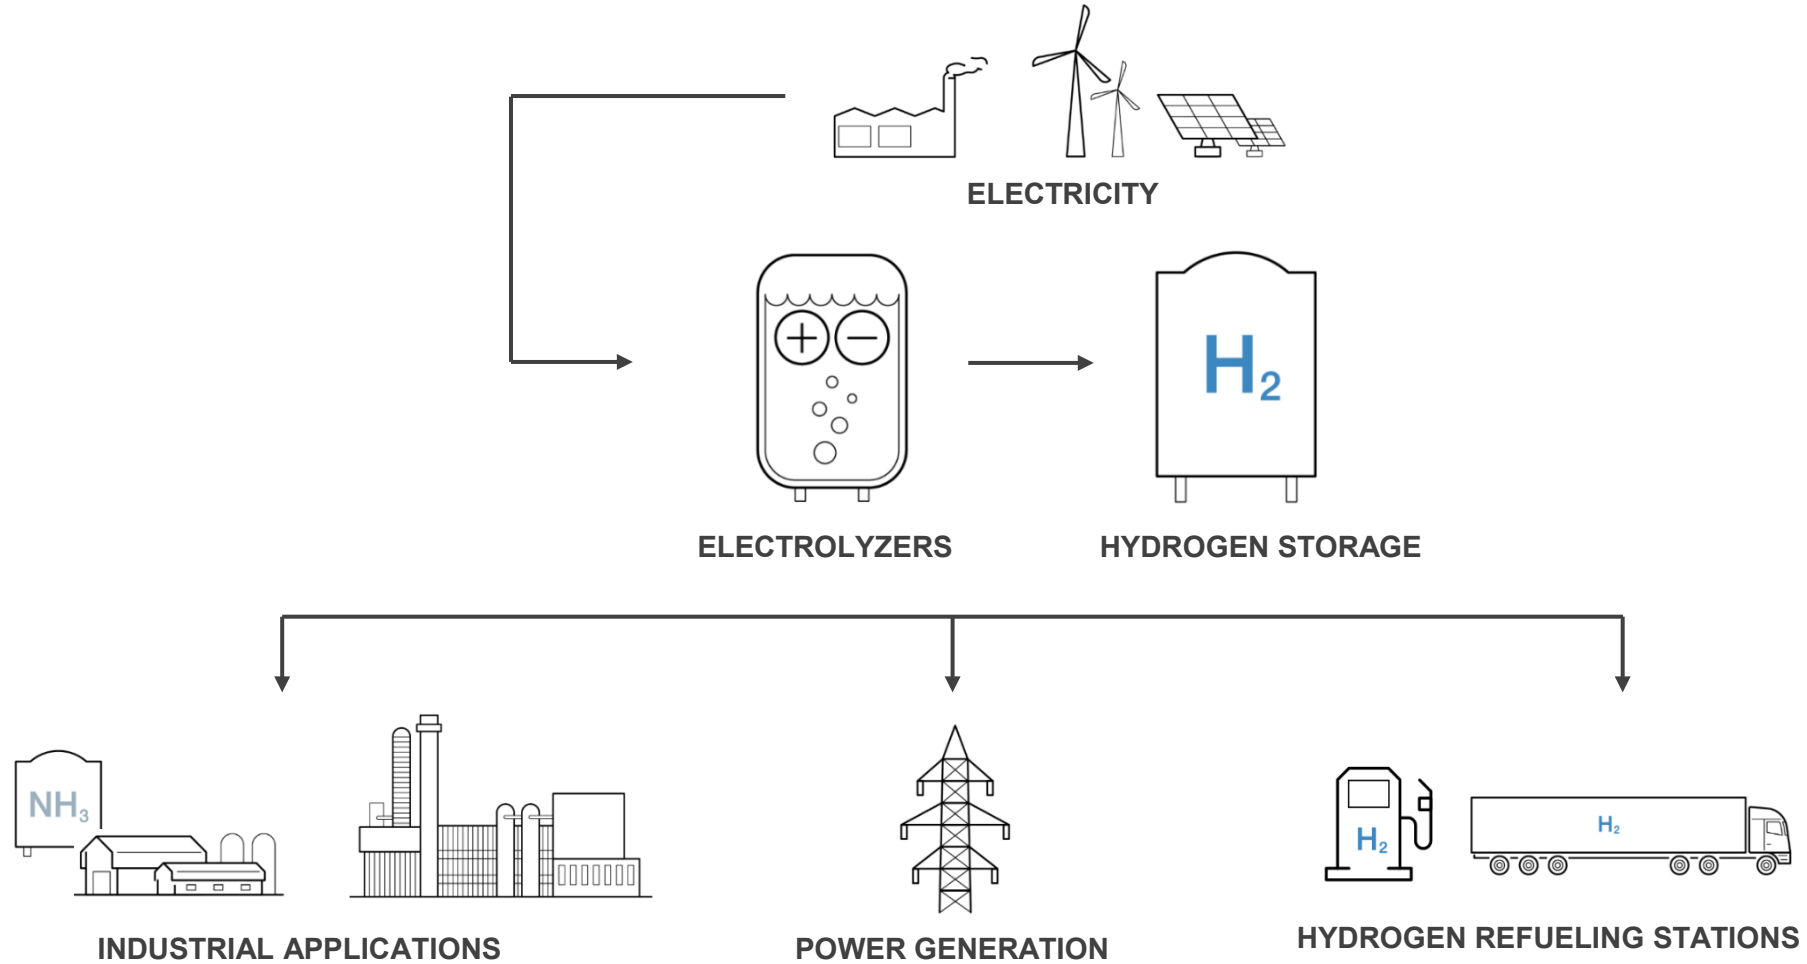 ELECTRICITY
H₂
ELECTROLYZERS
HYDROGEN STORAGE
NH₃
H₂
H₂
INDUSTRIAL APPLICATIONS
POWER GENERATION
HYDROGEN REFUELING STATIONS